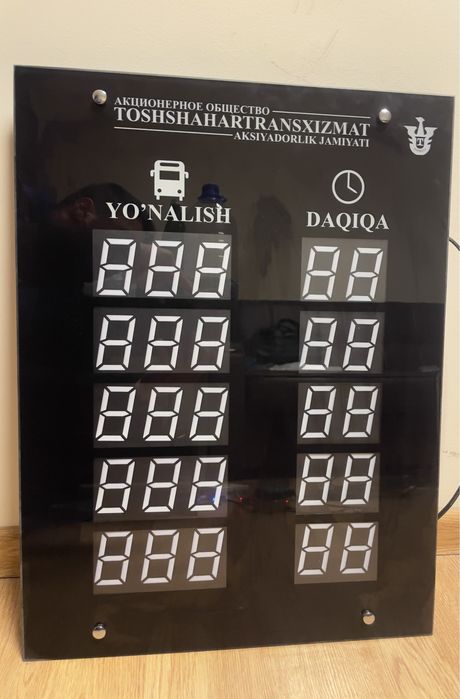 АКЦИОНЕРНОЕ ОБЩЕСТВО
TOSHSHAHARTRANSXIZMAT
AKSIYADORLIK JAMIYATI
T
YO'NALISH DAQIQA